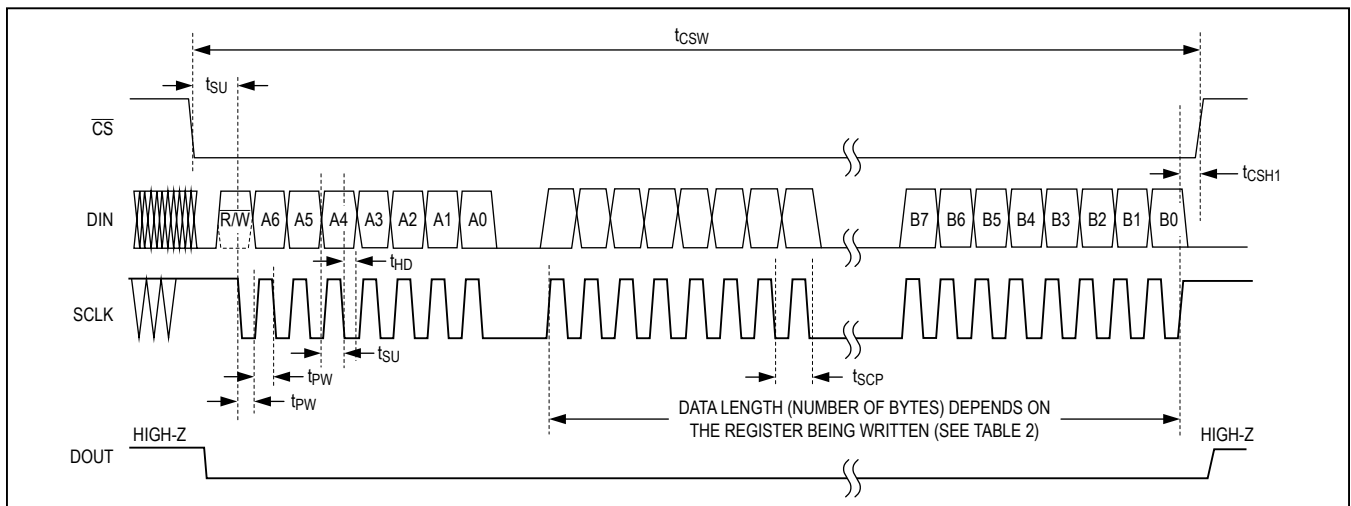 tCSW
tSU
CS
tCSH1
DIN R/W A6 A5 A4 A3 A2 A1 A0 B7 B6 B5 B4 B3 B2 B1 B0
tHD
SCLK
tSU
tPW
tSCP
tPW
DATA LENGTH (NUMBER OF BYTES) DEPENDS ON
THE REGISTER BEING WRITTEN (SEE TABLE 2)
HIGH-Z HIGH-Z
DOUT